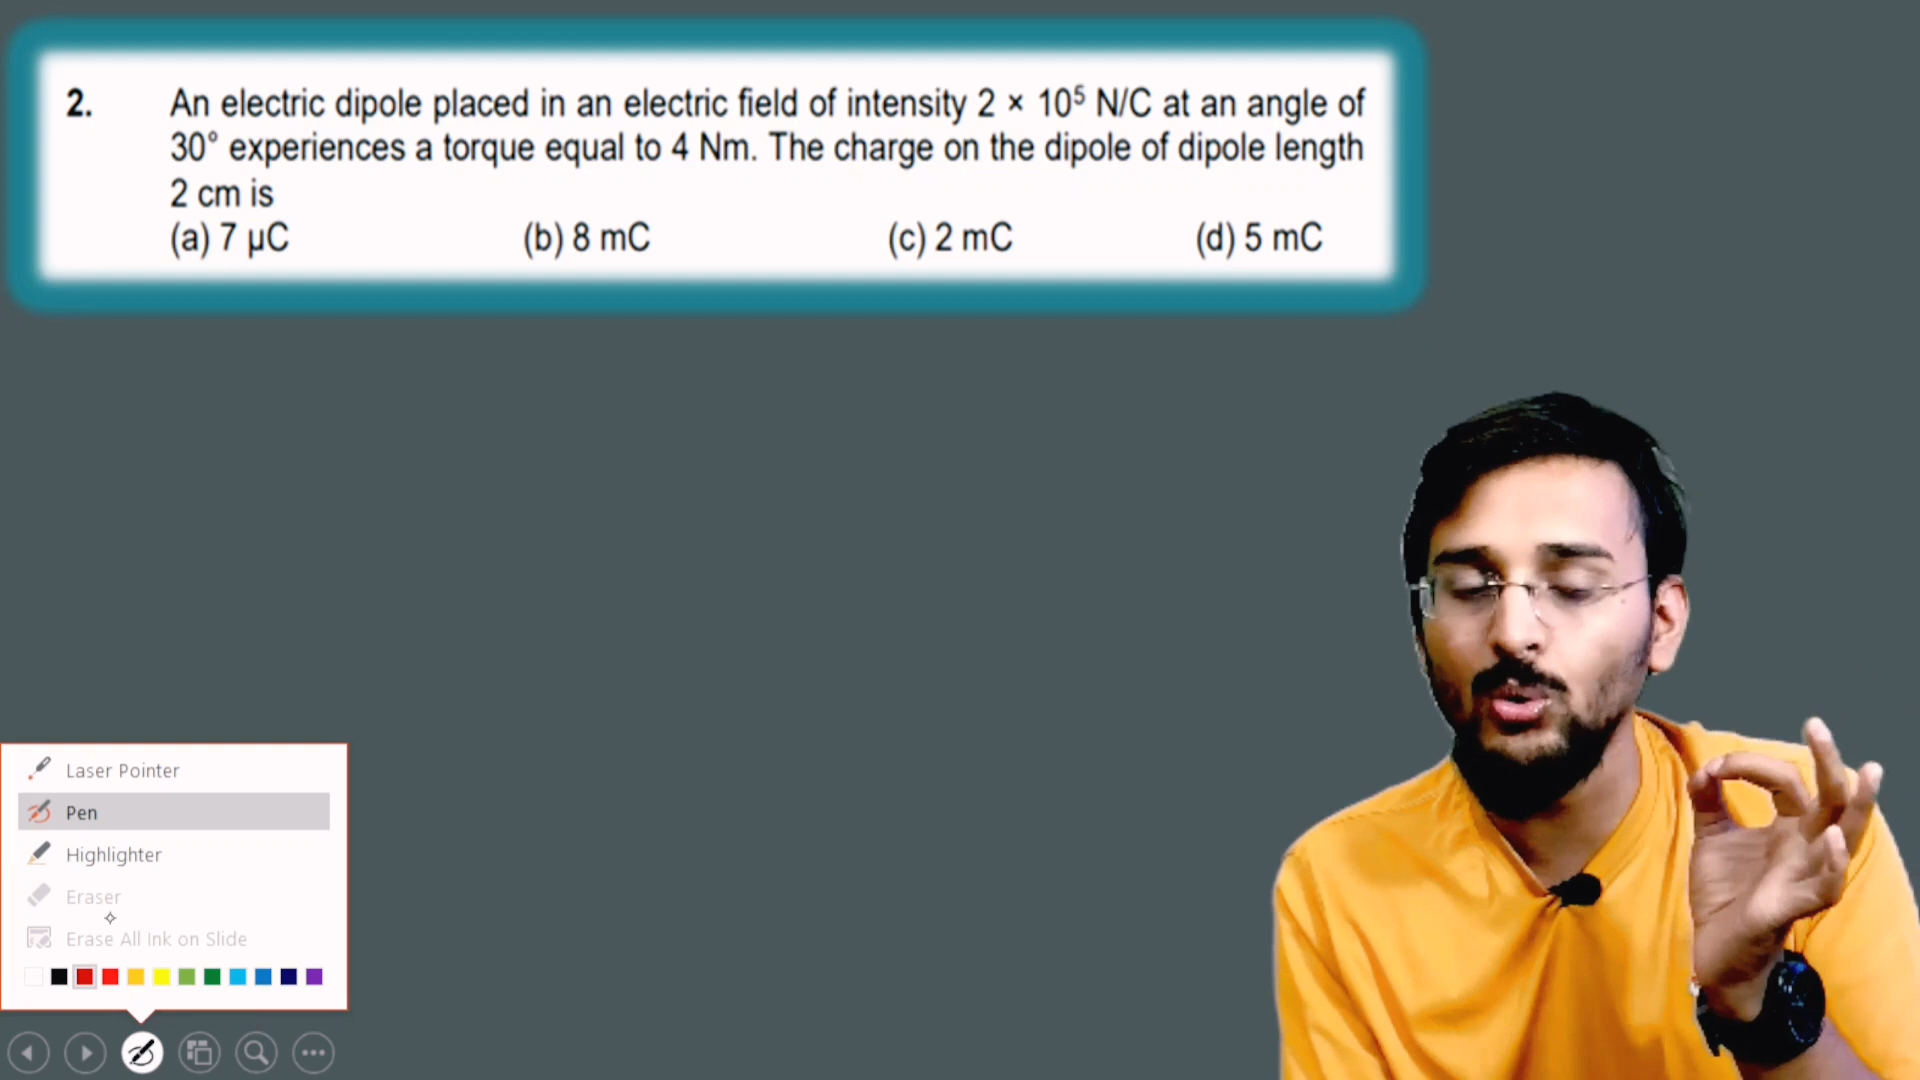 2. An electric dipole placed in an electric field of intensity 2 × 10⁵ N/C at an angle of
30° experiences a torque equal to 4 Nm. The charge on the dipole of dipole length
2 cm is
(a) 7 μC (b) 8 mC (c) 2 mC (d) 5 mC
Laser Pointer
Pen
Highlighter
Eraser
Erase All Ink on Slide